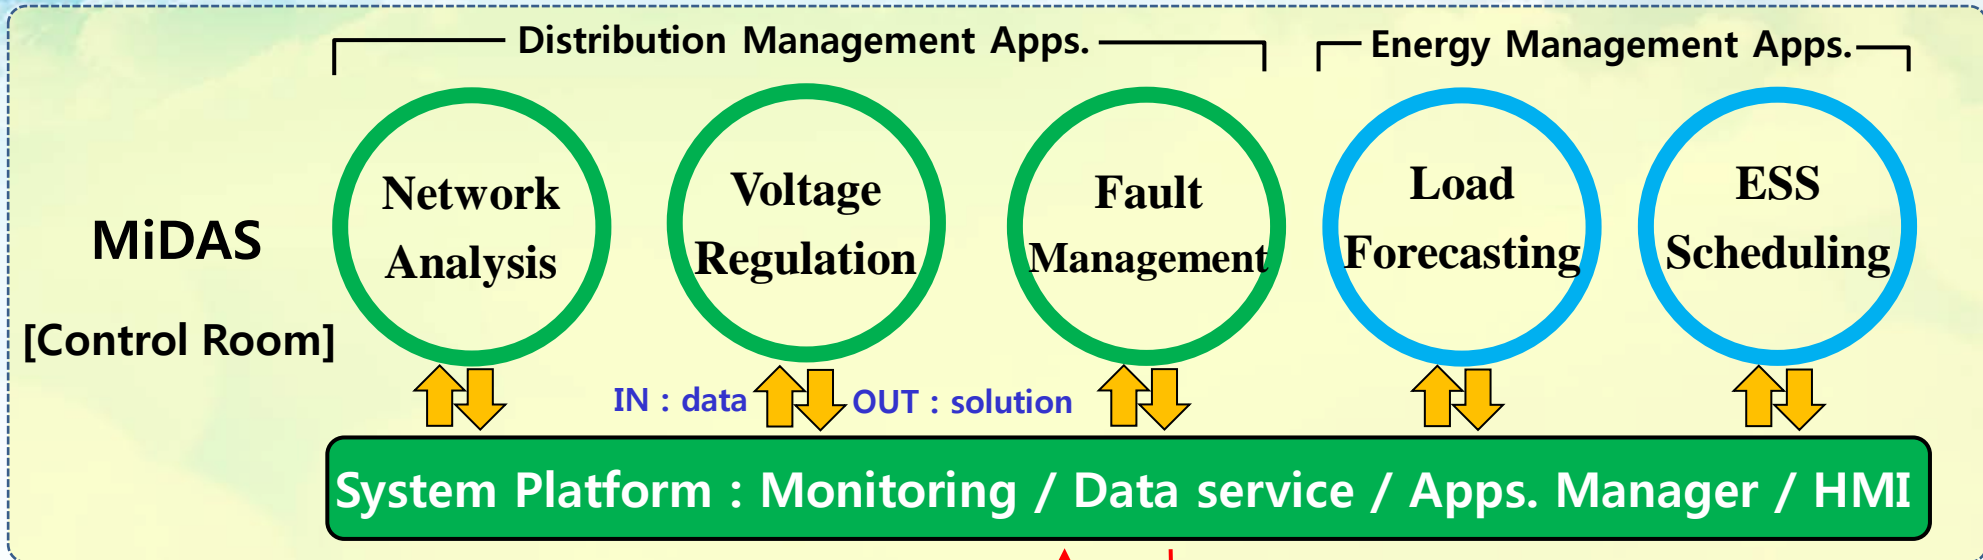 Distribution Management Apps.
Energy Management Apps.
MiDAS
[Control Room]
Network
Analysis
Voltage
Regulation
Fault
Management
Load
Forecasting
ESS
Scheduling
IN : data
OUT : solution
System Platform : Monitoring / Data service / Apps. Manager / HMI